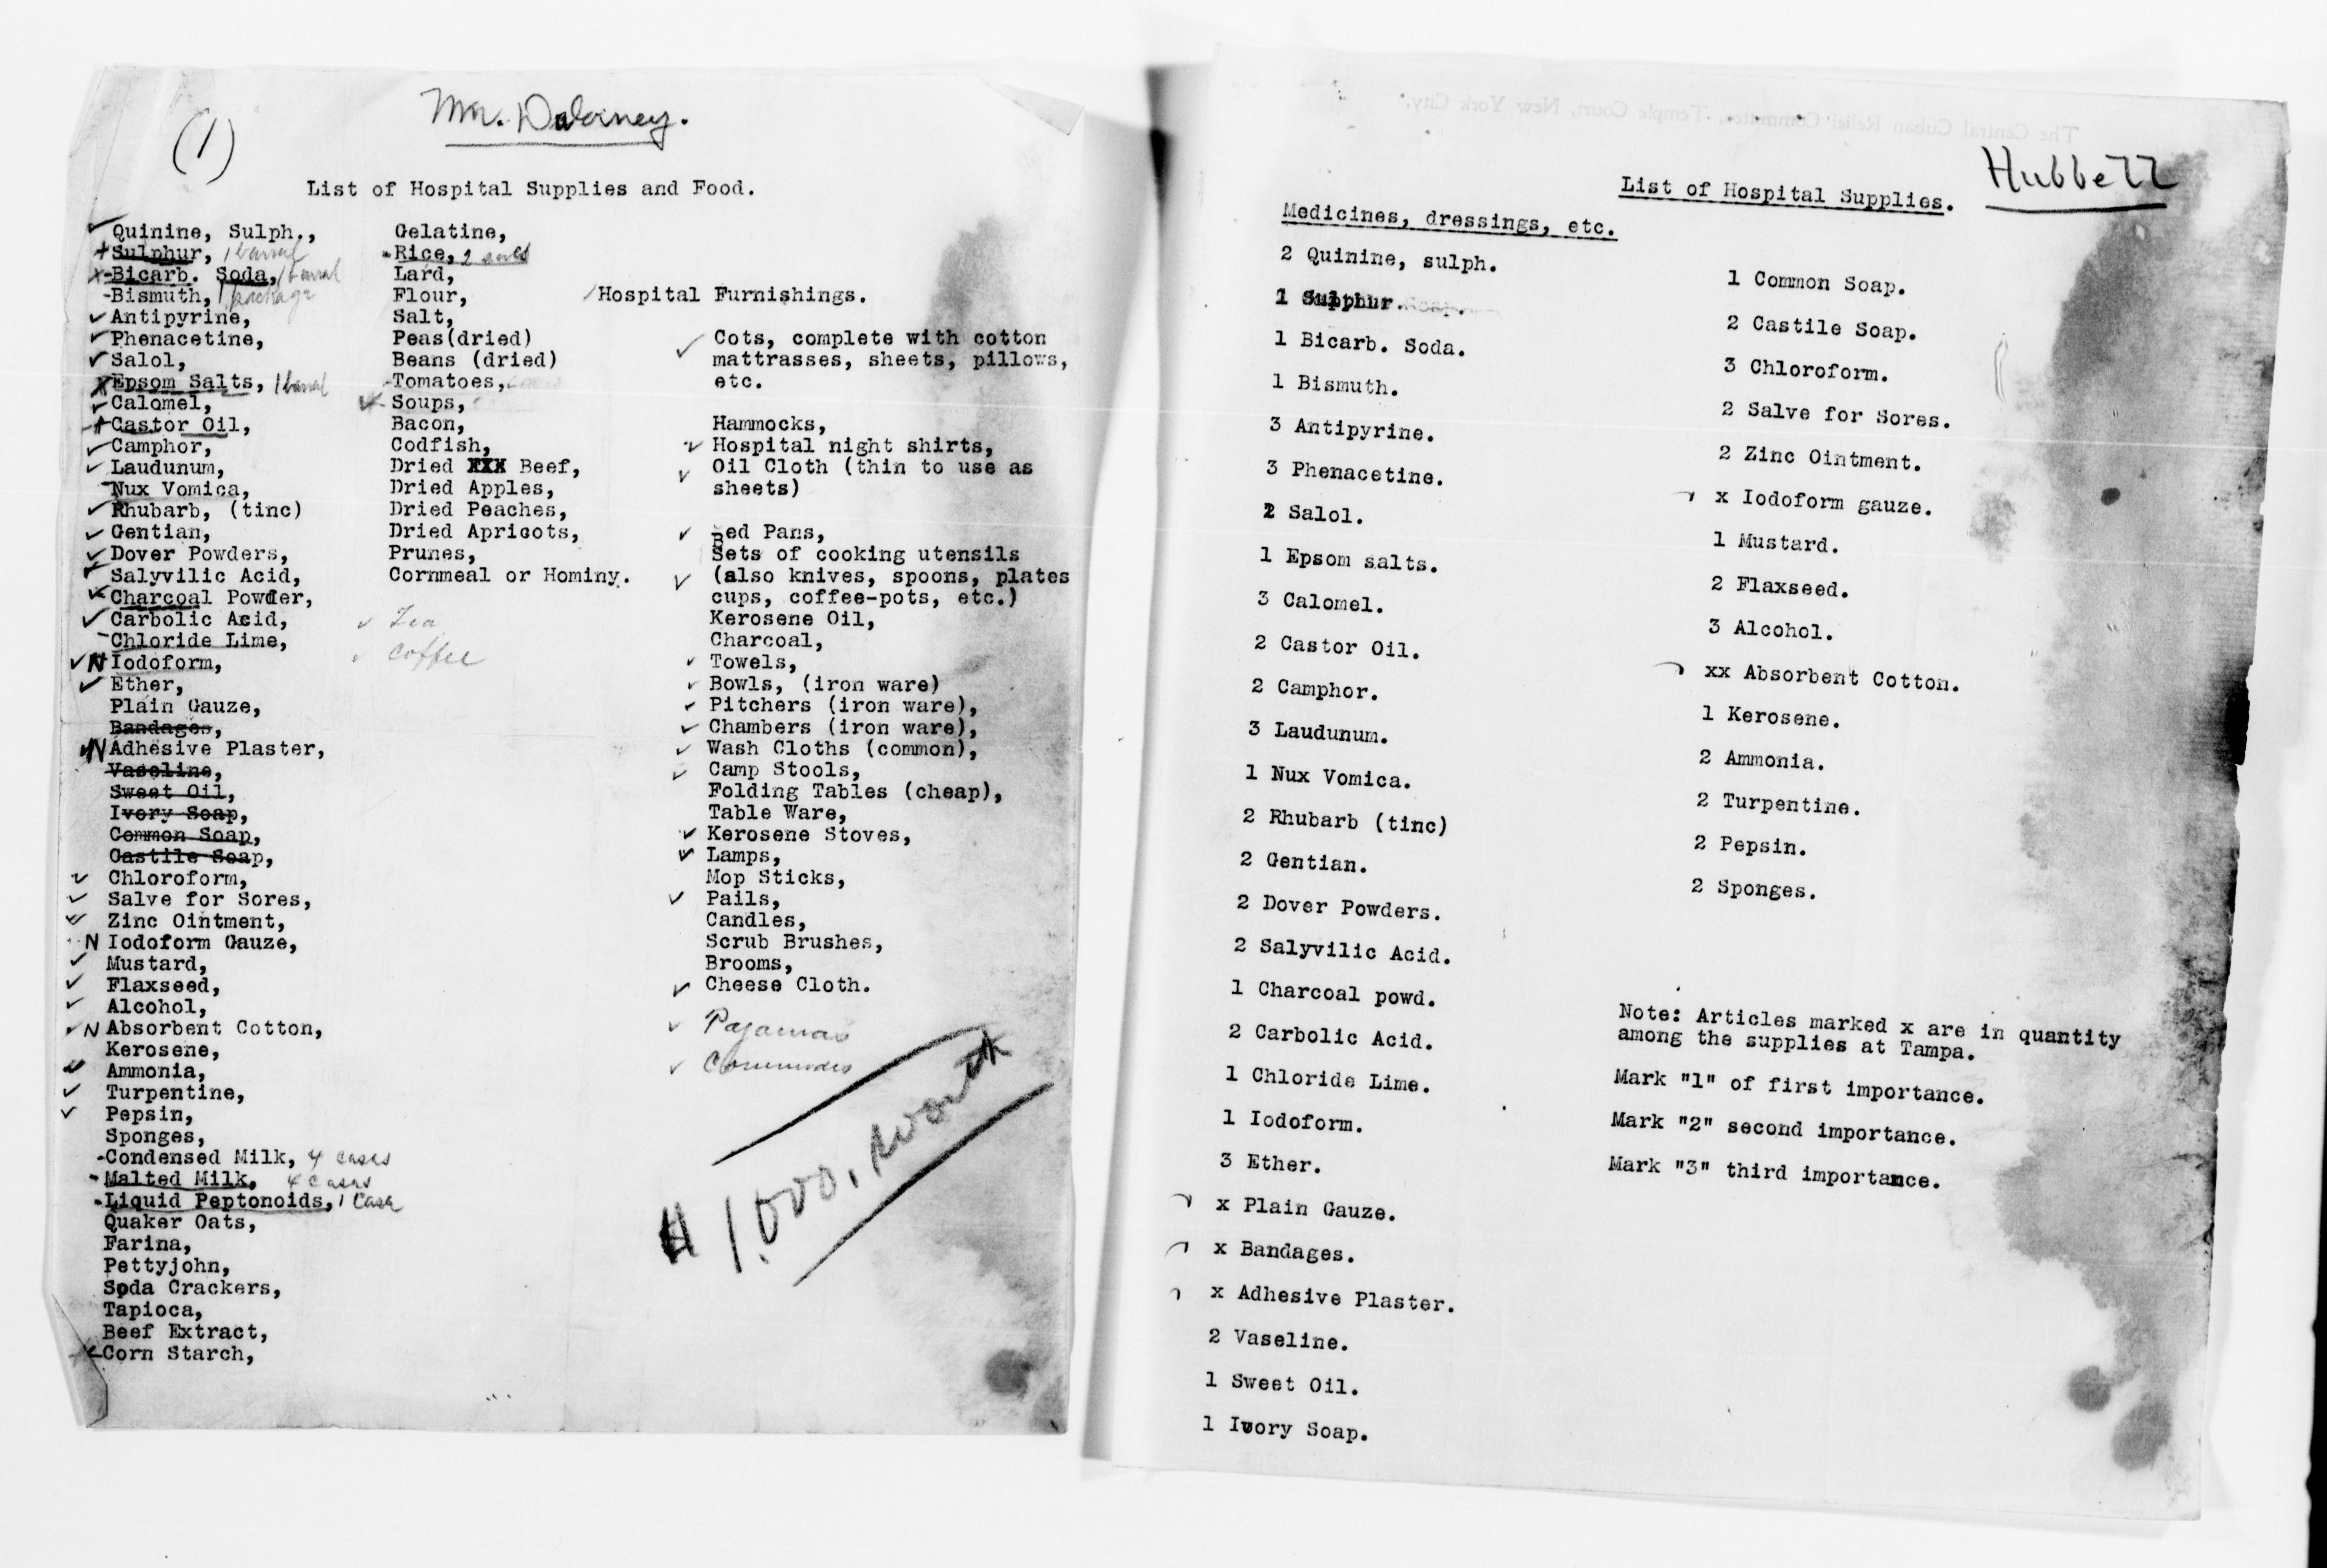 (1)
Mr. Delaney.
List of Hospital Supplies and Food.
Quinine, Sulph.,
Sulphur, 1 barrel
Bicarb. Soda, 1 barrel
Bismuth, 1 package
Antipyrine,
Phenacetine,
Salol,
Epsom Salts, 1 barrel
Calomel,
Castor Oil,
Camphor,
Laudunum,
Nux Vomica,
Rhubarb, (tinc)
Gentian,
Dover Powders,
Salyvilic Acid,
Charcoal Powder,
Carbolic Acid,
Chloride Lime,
N Iodoform,
Ether,
Plain Gauze,
Bandages,
N Adhesive Plaster,
Vaseline,
Sweet Oil,
Ivory Soap,
Common Soap,
Castile Soap,
Chloroform,
Salve for Sores,
Zinc Ointment,
N Iodoform Gauze,
Mustard,
Flaxseed,
Alcohol,
N Absorbent Cotton,
Kerosene,
Ammonia,
Turpentine,
Pepsin,
Sponges,
Condensed Milk, 4 cases
Malted Milk, 4 cases
Liquid Peptonoids, 1 Case
Quaker Oats,
Farina,
Pettyjohn,
Soda Crackers,
Tapioca,
Beef Extract,
Corn Starch,
Gelatine,
Rice, 2 sacks
Lard,
Flour,
Salt,
Peas(dried)
Beans (dried)
Tomatoes,
Soups,
Bacon,
Codfish,
Dried XXX Beef,
Dried Apples,
Dried Peaches,
Dried Apricots,
Prunes,
Cornmeal or Hominy.
Tea
Coffee
Hospital Furnishings.
Cots, complete with cotton
mattrasses, sheets, pillows,
etc.
Hammocks,
Hospital night shirts,
Oil Cloth (thin to use as
sheets)
Bed Pans,
Sets of cooking utensils
(also knives, spoons, plates
cups, coffee-pots, etc.)
Kerosene Oil,
Charcoal,
Towels,
Bowls, (iron ware)
Pitchers (iron ware),
Chambers (iron ware),
Wash Cloths (common),
Camp Stools,
Folding Tables (cheap),
Table Ware,
Kerosene Stoves,
Lamps,
Mop Sticks,
Pails,
Candles,
Scrub Brushes,
Brooms,
Cheese Cloth.
Pajamas
Commodes
$1,000, worth
The Central Cuban Relief Committee, Temple Court, New York City.
Hubbell
List of Hospital Supplies.
Medicines, dressings, etc.
2 Quinine, sulph.
1 Sulphur.
1 Bicarb. Soda.
1 Bismuth.
3 Antipyrine.
3 Phenacetine.
2 Salol.
1 Epsom salts.
3 Calomel.
2 Castor Oil.
2 Camphor.
3 Laudunum.
1 Nux Vomica.
2 Rhubarb (tinc)
2 Gentian.
2 Dover Powders.
2 Salyvilic Acid.
1 Charcoal powd.
2 Carbolic Acid.
1 Chloride Lime.
1 Iodoform.
3 Ether.
x Plain Gauze.
x Bandages.
x Adhesive Plaster.
2 Vaseline.
1 Sweet Oil.
1 Ivory Soap.
1 Common Soap.
2 Castile Soap.
3 Chloroform.
2 Salve for Sores.
2 Zinc Ointment.
x Iodoform gauze.
1 Mustard.
2 Flaxseed.
3 Alcohol.
xx Absorbent Cotton.
1 Kerosene.
2 Ammonia.
2 Turpentine.
2 Pepsin.
2 Sponges.
Note: Articles marked x are in quantity
among the supplies at Tampa.
Mark "1" of first importance.
Mark "2" second importance.
Mark "3" third importance.